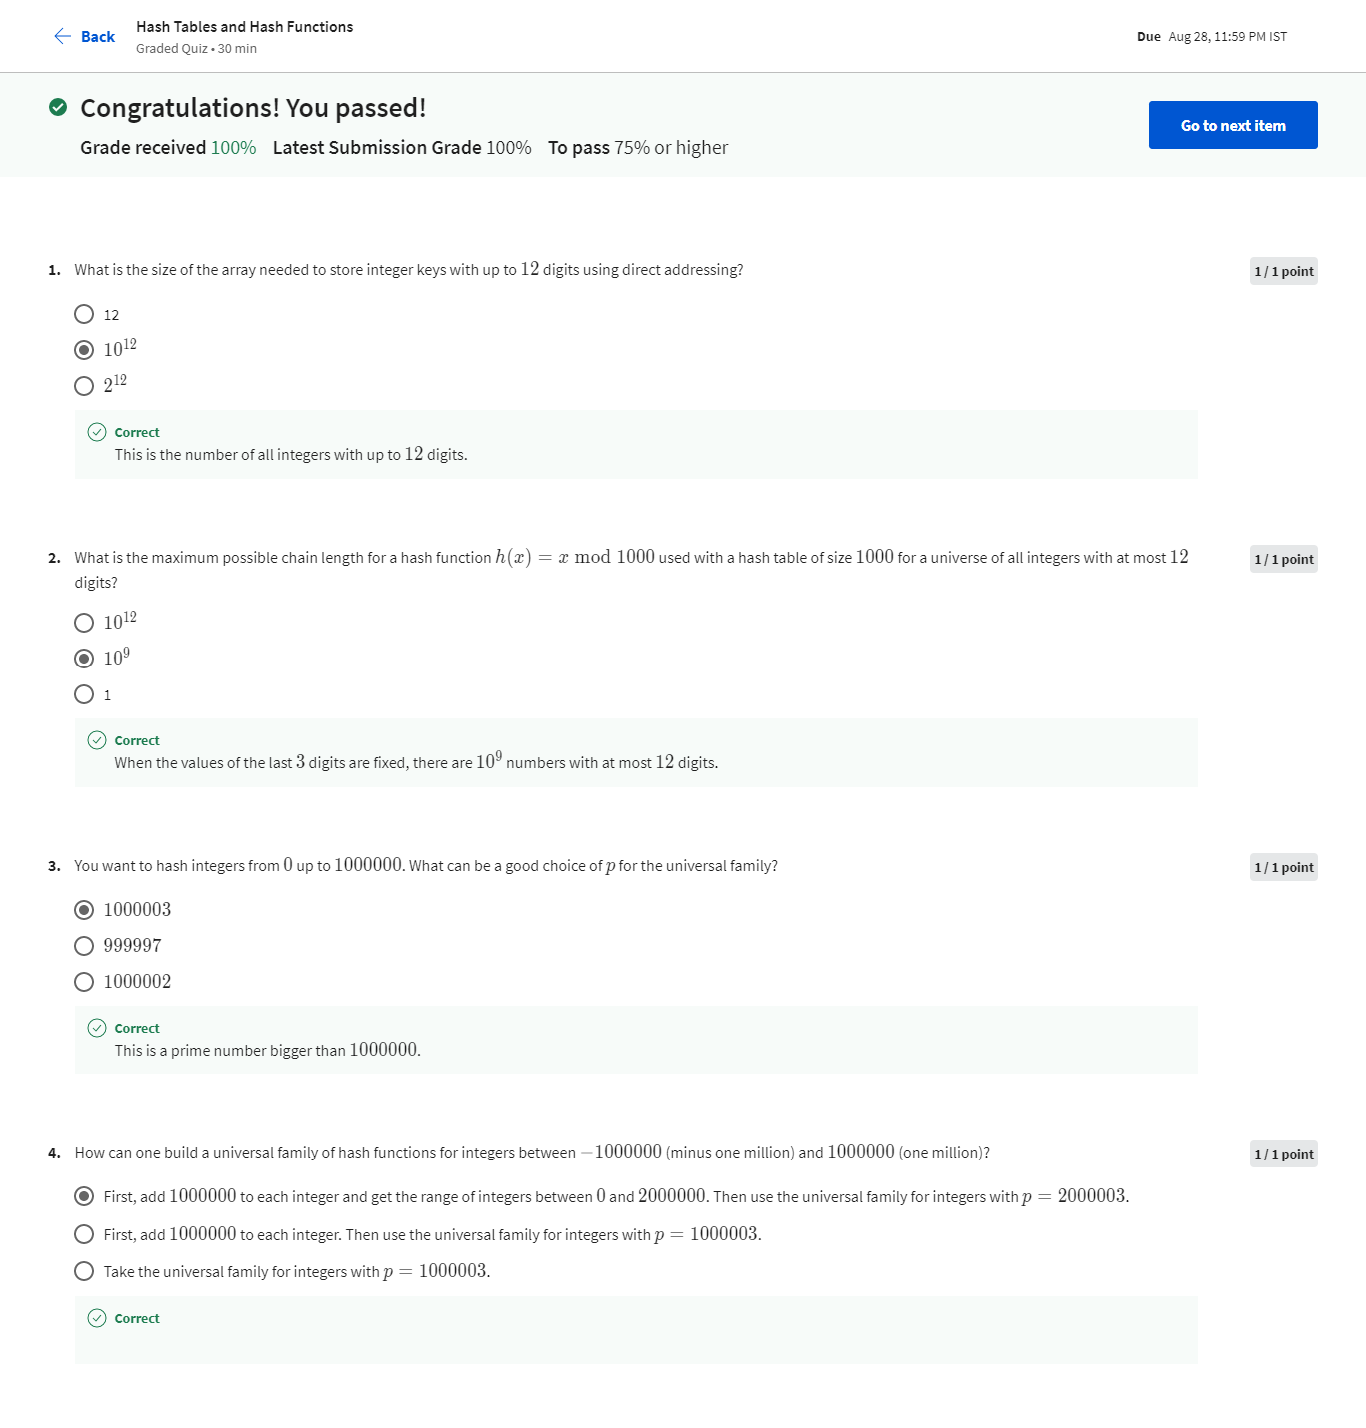 Back
Hash Tables and Hash Functions
Graded Quiz • 30 min
Due Aug 28, 11:59 PM IST
Congratulations! You passed!
Grade received 100% Latest Submission Grade 100% To pass 75% or higher
Go to next item
1. What is the size of the array needed to store integer keys with up to 12 digits using direct addressing?
1 / 1 point
12
10^12
2^12
Correct
This is the number of all integers with up to 12 digits.
2. What is the maximum possible chain length for a hash function h(x) = x mod 1000 used with a hash table of size 1000 for a universe of all integers with at most 12
digits?
1 / 1 point
10^12
10^9
1
Correct
When the values of the last 3 digits are fixed, there are 10^9 numbers with at most 12 digits.
3. You want to hash integers from 0 up to 1000000. What can be a good choice of p for the universal family?
1 / 1 point
1000003
999997
1000002
Correct
This is a prime number bigger than 1000000.
4. How can one build a universal family of hash functions for integers between −1000000 (minus one million) and 1000000 (one million)?
1 / 1 point
First, add 1000000 to each integer and get the range of integers between 0 and 2000000. Then use the universal family for integers with p = 2000003.
First, add 1000000 to each integer. Then use the universal family for integers with p = 1000003.
Take the universal family for integers with p = 1000003.
Correct